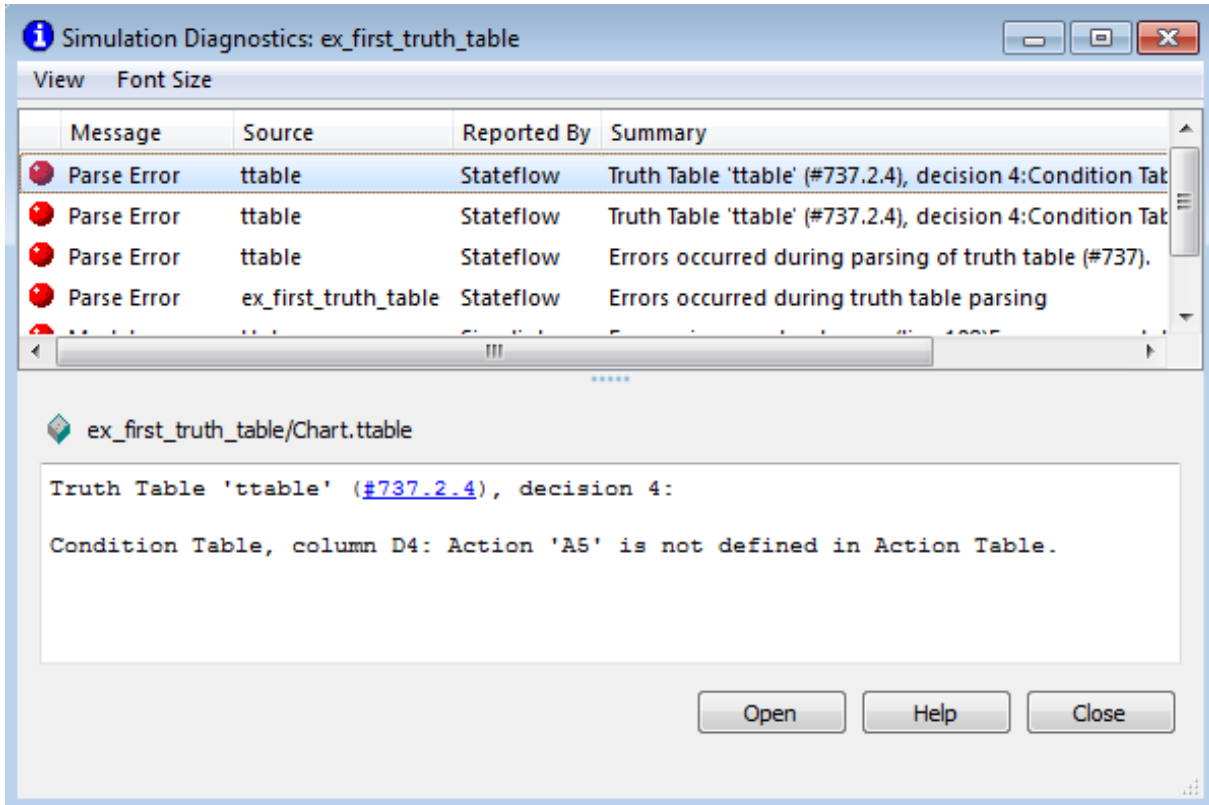 Simulation Diagnostics: ex_first_truth_table
View Font Size
Message Source Reported By Summary
Parse Error ttable Stateflow Truth Table 'ttable' (#737.2.4), decision 4:Condition Tab
Parse Error ttable Stateflow Truth Table 'ttable' (#737.2.4), decision 4:Condition Tab
Parse Error ttable Stateflow Errors occurred during parsing of truth table (#737).
Parse Error ex_first_truth_table Stateflow Errors occurred during truth table parsing
ex_first_truth_table/Chart.ttable
Truth Table 'ttable' (#737.2.4), decision 4:
Condition Table, column D4: Action 'A5' is not defined in Action Table.
Open Help Close